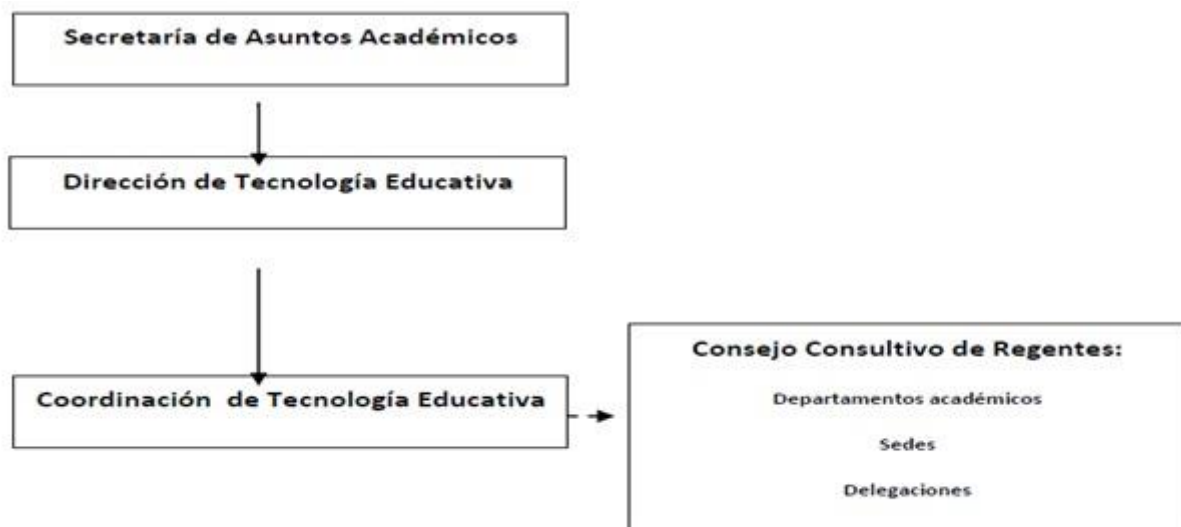 Secretaría de Asuntos Académicos
Dirección de Tecnología Educativa
Coordinación de Tecnología Educativa
Consejo Consultivo de Regentes:
Departamentos académicos
Sedes
Delegaciones